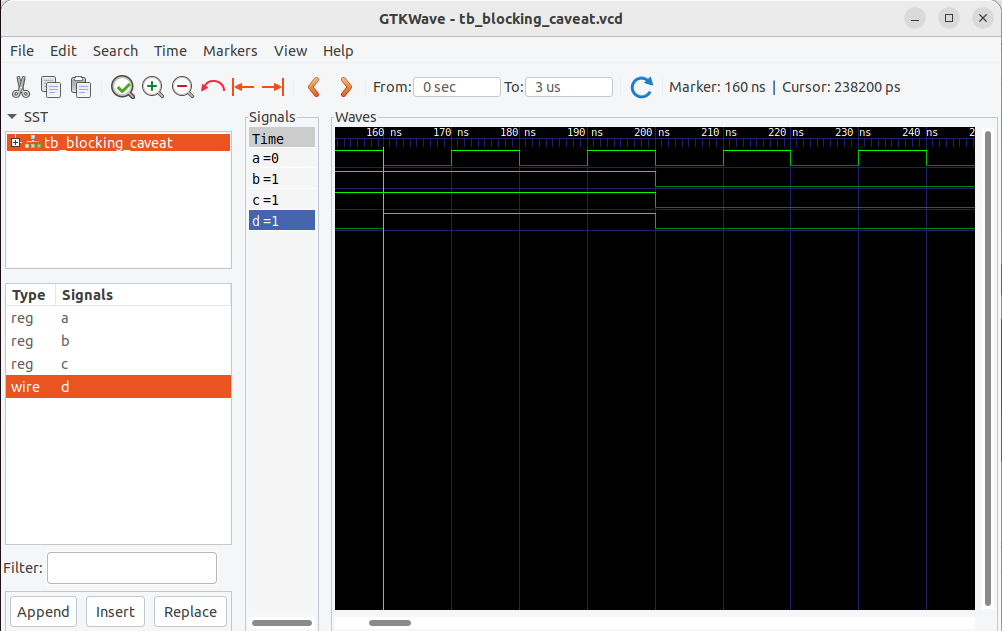 GTKWave - tb_blocking_caveat.vcd
File Edit Search Time Markers View Help
From: 0 sec To: 3 us Marker: 160 ns | Cursor: 238200 ps
SST
tb_blocking_caveat
Type Signals
reg a
reg b
reg c
wire d
Filter:
Append Insert Replace
Signals
Time
a =0
b =1
c =1
d =1
Waves
160 ns 170 ns 180 ns 190 ns 200 ns 210 ns 220 ns 230 ns 240 ns 2